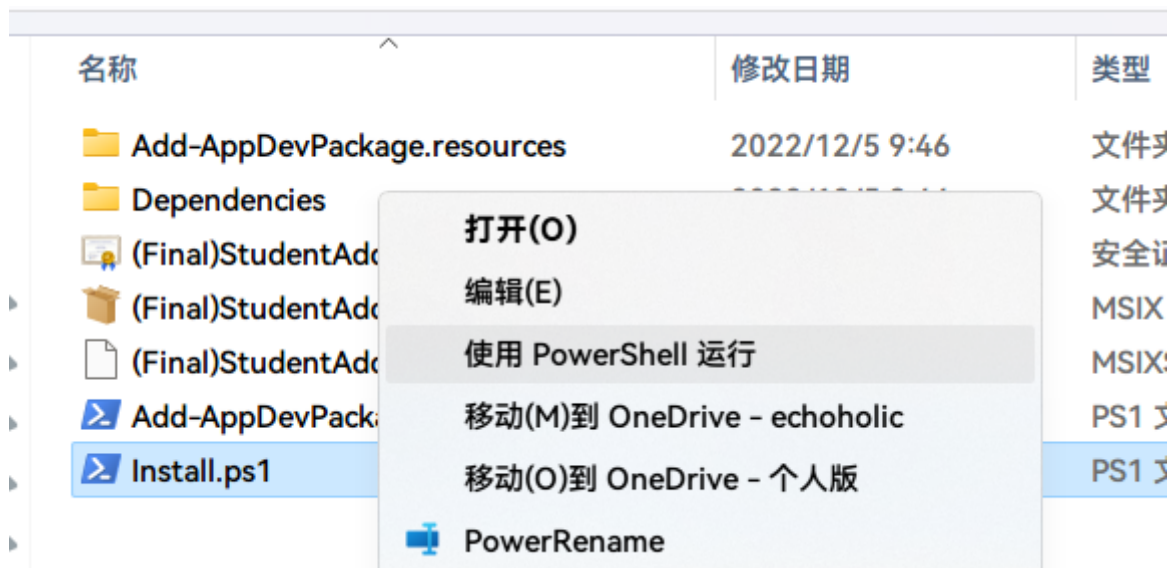 名称 修改日期 类型
Add-AppDevPackage.resources 2022/12/5 9:46 文件夹
Dependencies 文件夹
打开(O)
(Final)StudentAdd 安全证
编辑(E)
(Final)StudentAdd MSIX
使用 PowerShell 运行
(Final)StudentAdd MSIXS
Add-AppDevPacka PS1 文
移动(M)到 OneDrive - echoholic
Install.ps1 PS1 文
移动(O)到 OneDrive - 个人版
PowerRename